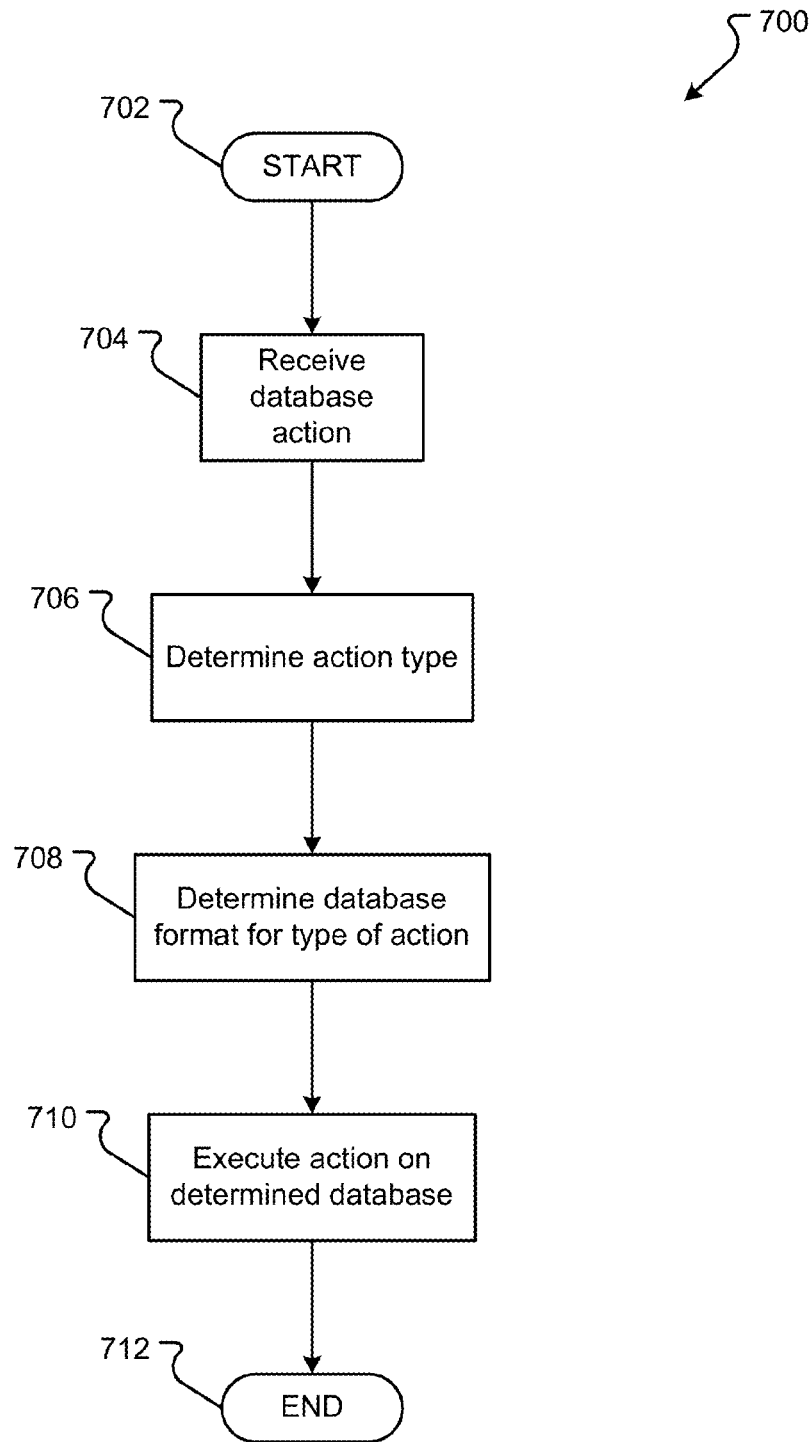 700
702
START
704
Receive
database
action
706
Determine action type
708
Determine database
format for type of action
710
Execute action on
determined database
712
END